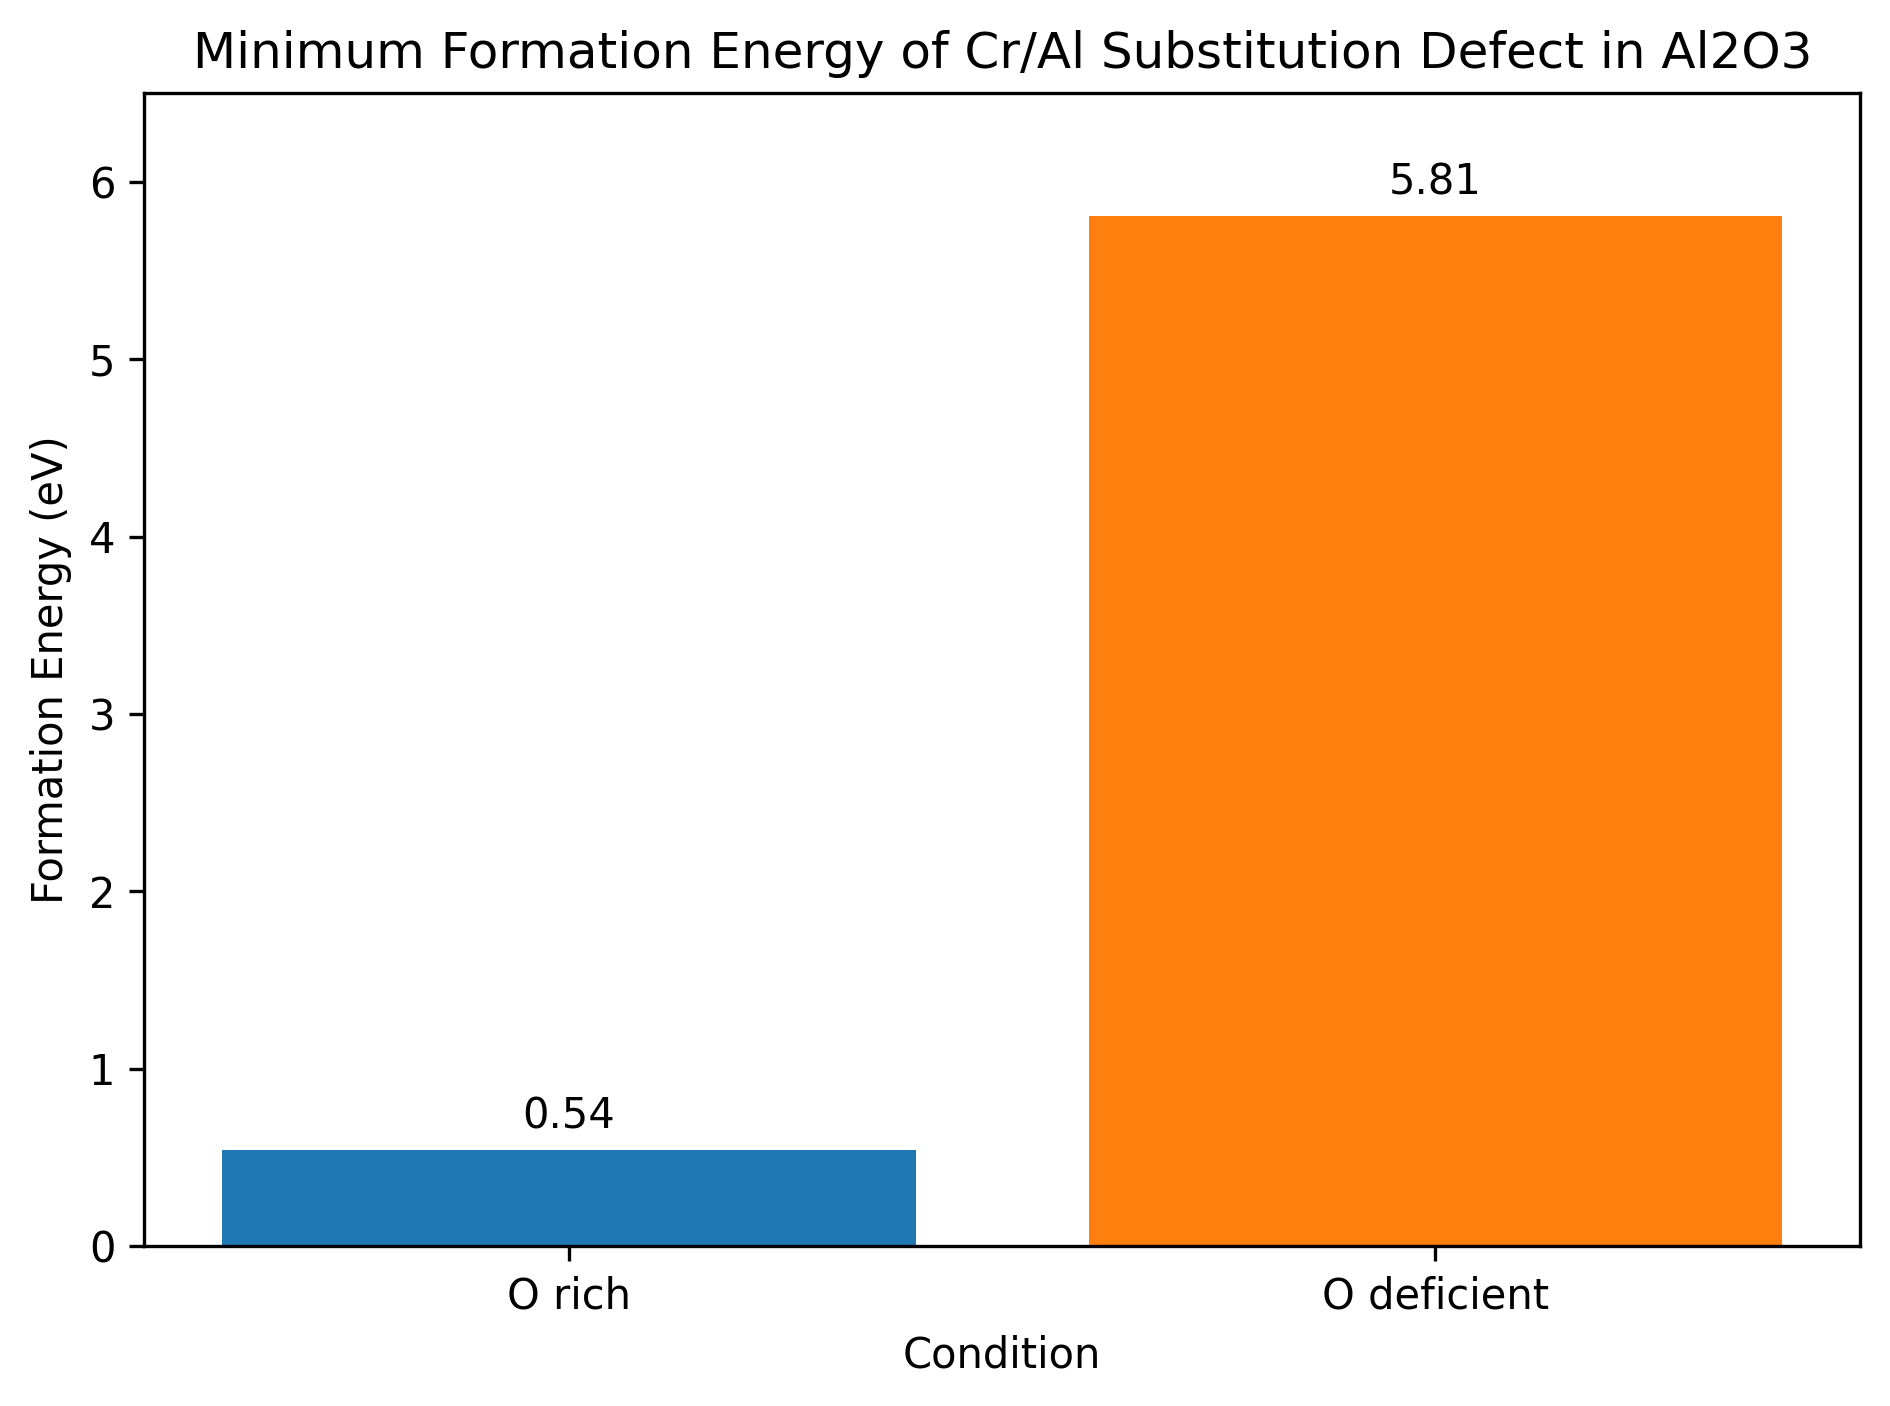 Minimum Formation Energy of Cr/Al Substitution Defect in Al2O3
Formation Energy (eV)
6
5
4
3
2
1
0
0.54
5.81
O rich
O deficient
Condition